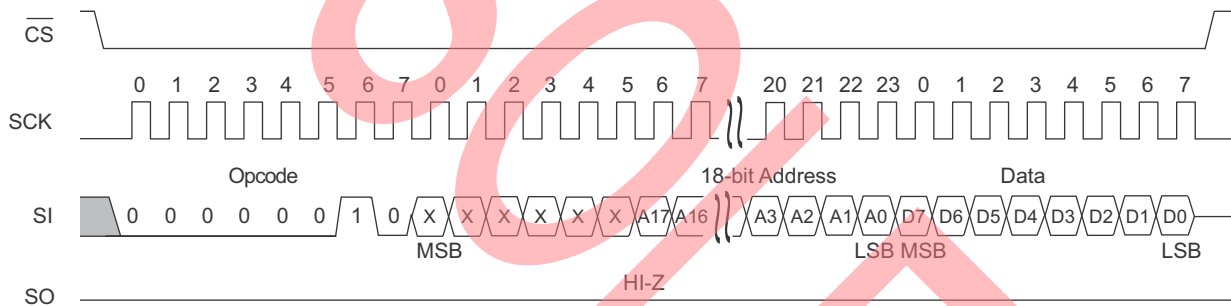 CS
0 1 2 3 4 5 6 7 0 1 2 3 4 5 6 7 20 21 22 23 0 1 2 3 4 5 6 7
SCK
Opcode 18-bit Address Data
SI 0 0 0 0 0 0 1 0 X X X X X X A17 A16 A3 A2 A1 A0 D7 D6 D5 D4 D3 D2 D1 D0
MSB LSB MSB LSB
HI-Z
SO